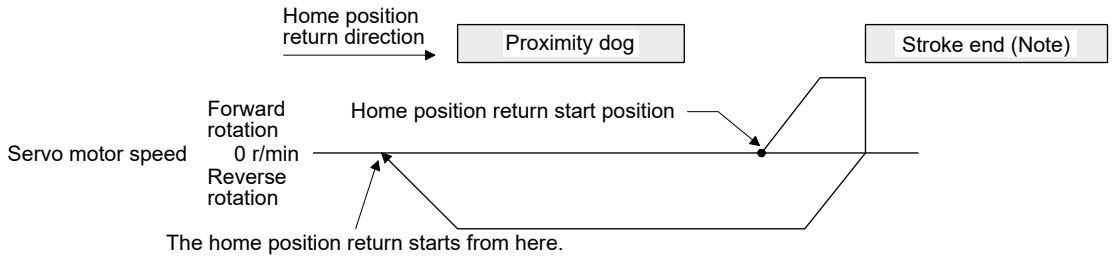 Home position
return direction
Proximity dog
Stroke end (Note)
Forward
rotation
Home position return start position
Servo motor speed
0 r/min
Reverse
rotation
The home position return starts from here.